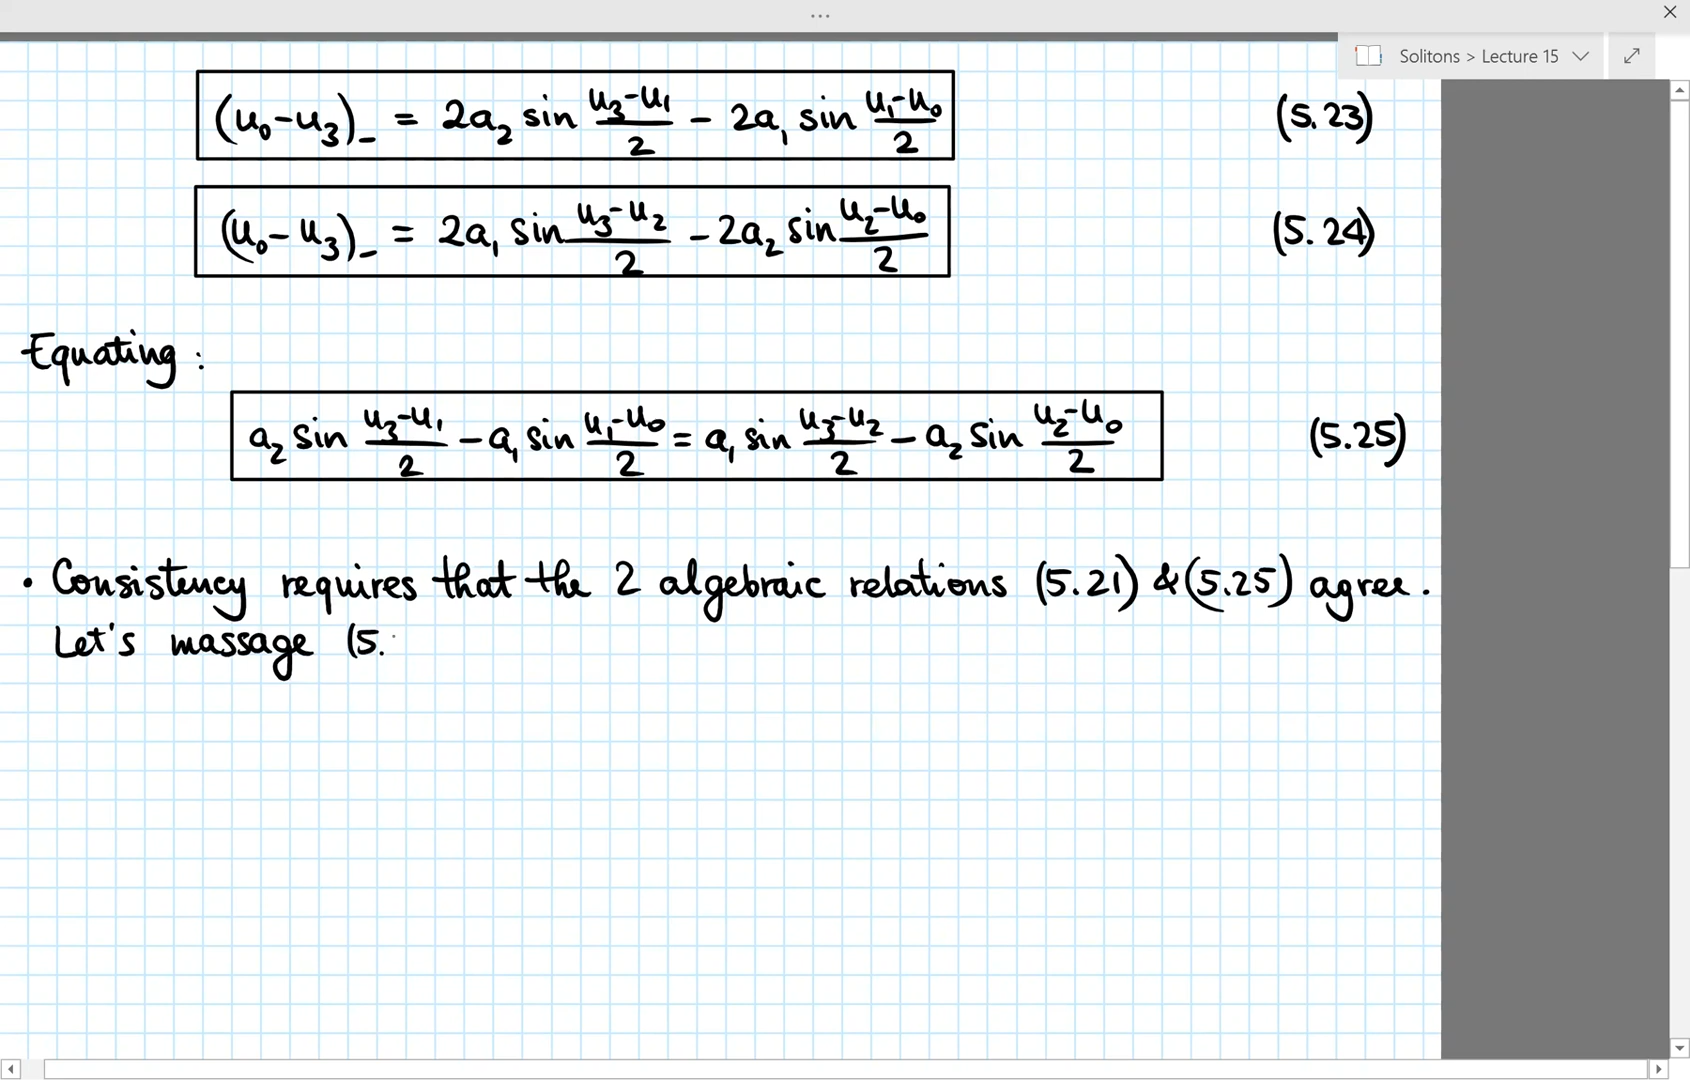 ...
Solitons > Lecture 15
(u₀-u₃)₋ = 2a₂ sin (u₃-u₁)/2 - 2a₁ sin (u₁-u₀)/2 (5.23)
(u₀-u₃)₋ = 2a₁ sin (u₃-u₂)/2 - 2a₂ sin (u₂-u₀)/2 (5.24)
Equating:
a₂ sin (u₃-u₁)/2 - a₁ sin (u₁-u₀)/2 = a₁ sin (u₃-u₂)/2 - a₂ sin (u₂-u₀)/2 (5.25)
• Consistency requires that the 2 algebraic relations (5.21) & (5.25) agree.
Let's massage (5.